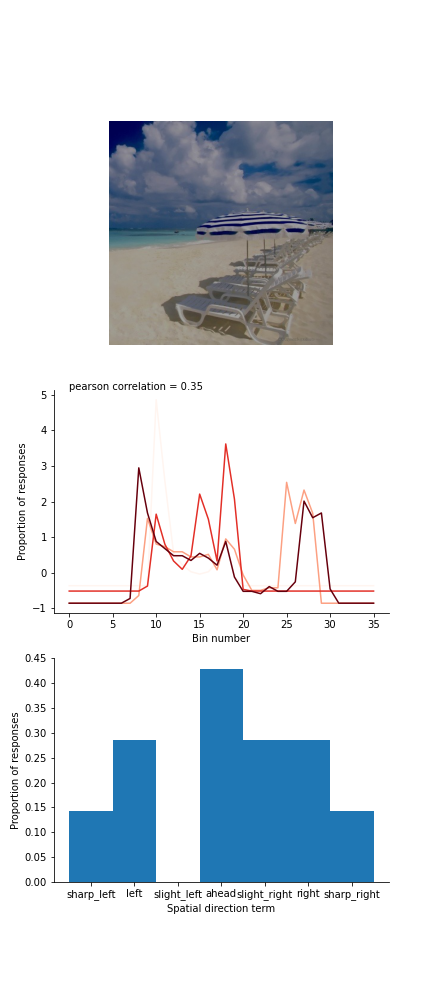 pearson correlation = 0.35
5
4
3
2
1
0
−1
Proportion of responses
0 5 10 15 20 25 30 35
Bin number
0.45
0.40
0.35
0.30
0.25
0.20
0.15
0.10
0.05
0.00
Proportion of responses
sharp_left left slight_left ahead slight_right right sharp_right
Spatial direction term